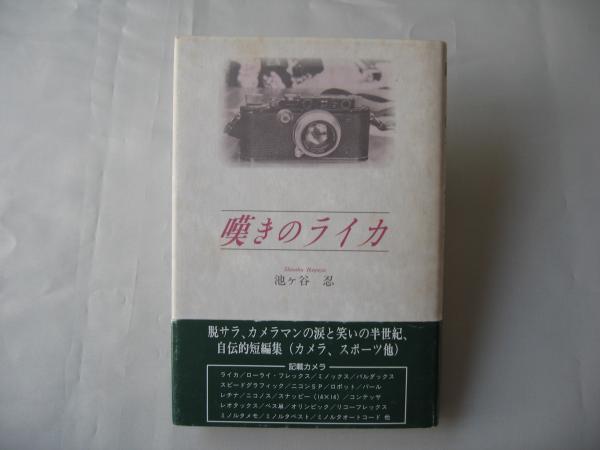 嘆きのライカ
池ヶ谷 忍
脱サラ、カメラマンの涙と笑いの半世紀、
自伝的短編集（カメラ、スポーツ他）
記載カメラ
ライカ／ローライ・フレックス／ミノックス／バルダックス
スピードグラフィック／ニコンＳＰ／ロボット／パール
レチナ／ニコノス／スナッピー（14×14）／コンテッサ
レオタックス／ベス単／オリンピック／リコーフレックス
ミノルタメモ／ミノルタベスト／ミノルタオートコード 他